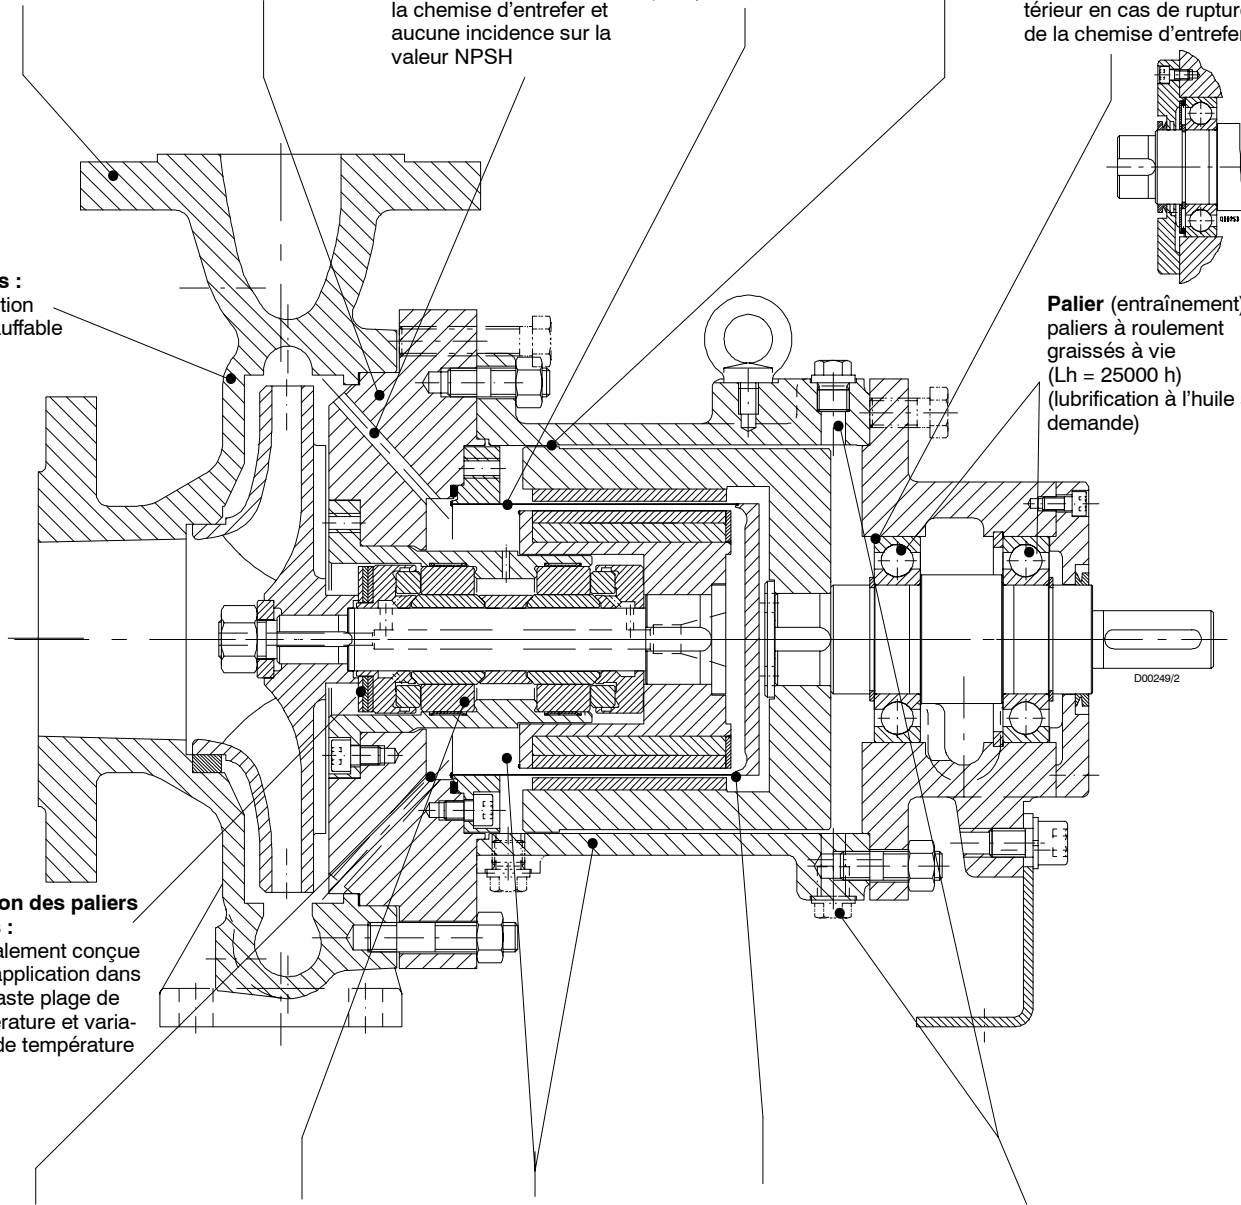 la chemise d'entrefer et
aucune incidence sur la
valeur NPSH
térieur en cas de rupture
de la chemise d'entrefer
s :
tion
auffable
Palier (entraînement)
paliers à roulement
graissés à vie
(Lh = 25000 h)
(lubrification à l'huile
demande)
D00249/2
on des paliers
s :
alement conçue
application dans
aste plage de
érature et varia-
de température